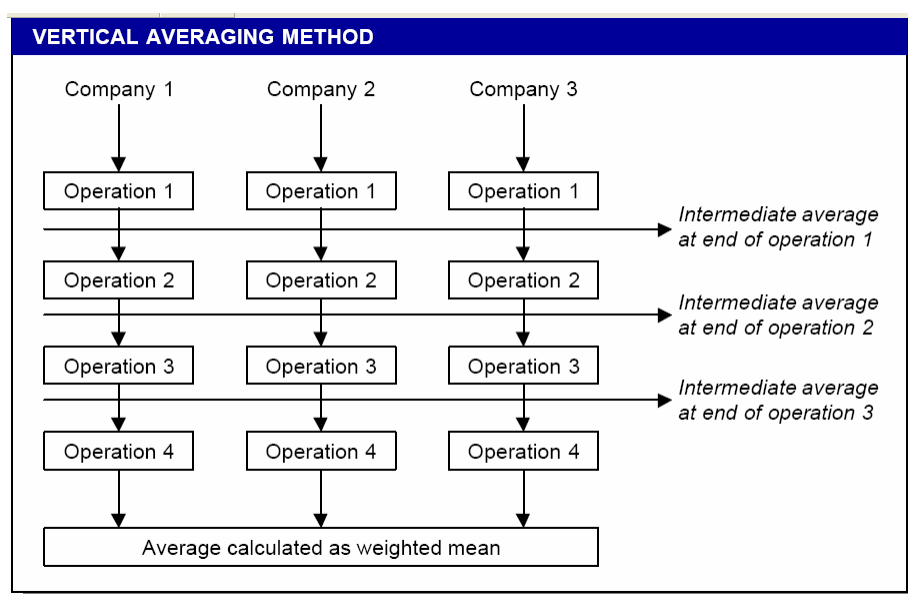 VERTICAL AVERAGING METHOD
Company 1
Company 2
Company 3
Operation 1
Operation 1
Operation 1
Intermediate average
at end of operation 1
Operation 2
Operation 2
Operation 2
Intermediate average
at end of operation 2
Operation 3
Operation 3
Operation 3
Intermediate average
at end of operation 3
Operation 4
Operation 4
Operation 4
Average calculated as weighted mean